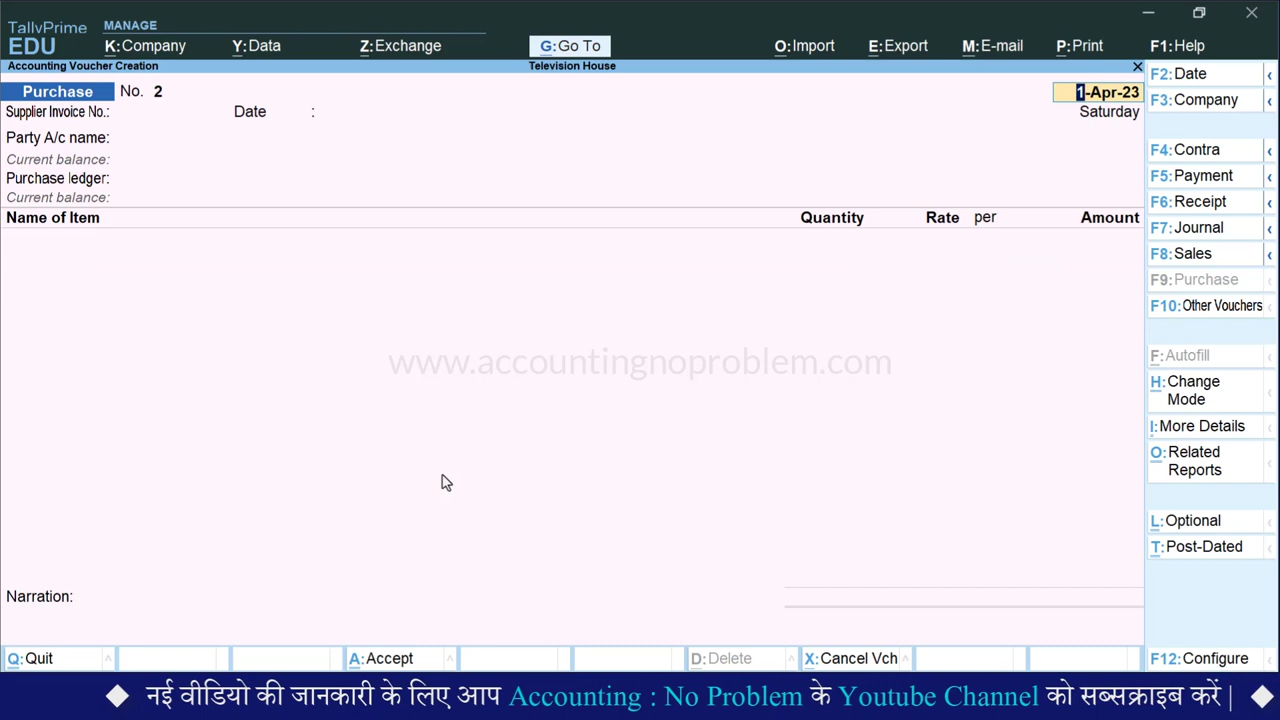 TallyPrime
EDU
MANAGE
K:Company
Y:Data
Z:Exchange
G:Go To
O:Import
E:Export
M:E-mail
P:Print
F1:Help
Accounting Voucher Creation
Television House
Purchase No. 2
1-Apr-23
Supplier Invoice No.: Date :
Saturday
Party A/c name:
Current balance:
Purchase ledger:
Current balance:
Name of Item Quantity Rate per Amount
www.accountingnoproblem.com
Narration:
F2:Date
F3:Company
F4:Contra
F5:Payment
F6:Receipt
F7:Journal
F8:Sales
F9:Purchase
F10:Other Vouchers
F:Autofill
H:Change
Mode
I:More Details
O:Related
Reports
L:Optional
T:Post-Dated
Q:Quit
A:Accept
D:Delete
X:Cancel Vch
F12:Configure
नई वीडियो की जानकारी के लिए आप Accounting : No Problem के Youtube Channel को सब्सक्राइब करें |